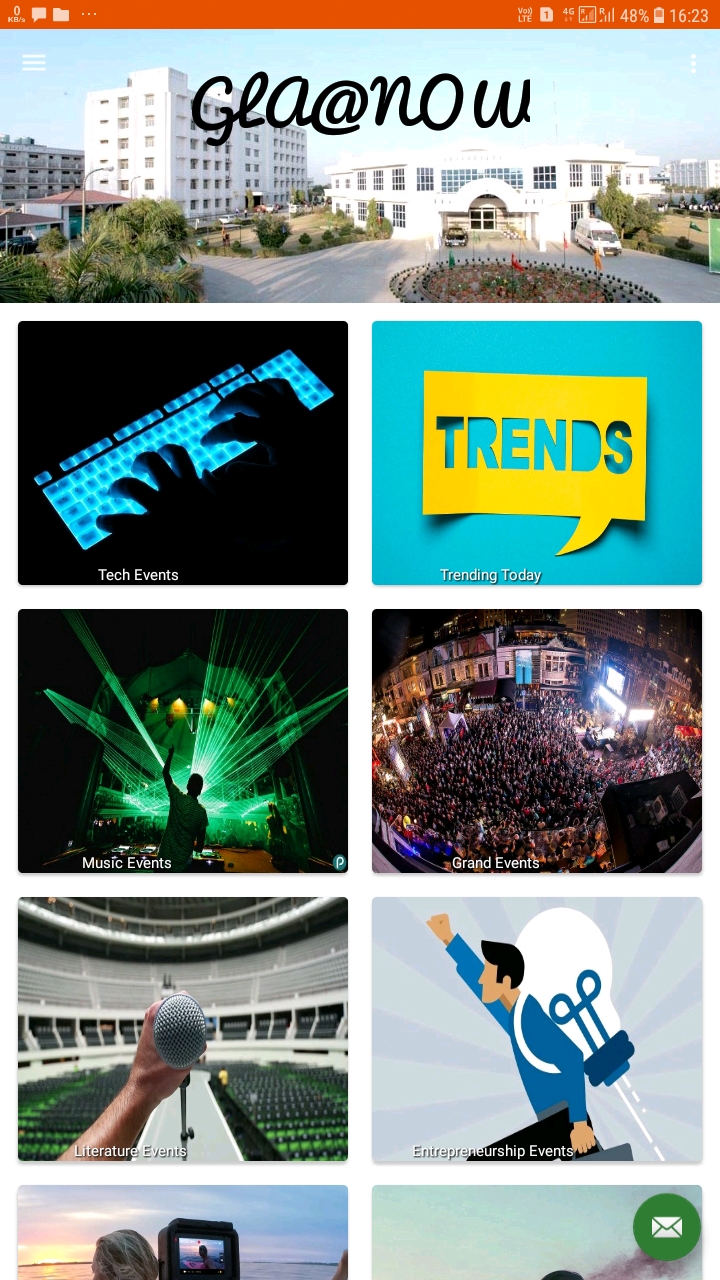 0
KB/s
...
Vo))
LTE
1
4G
R
R
48%
16:23
Gla@now
TRENDS
Tech Events
Trending Today
Music Events
Grand Events
Literature Events
Entrepreneurship Events